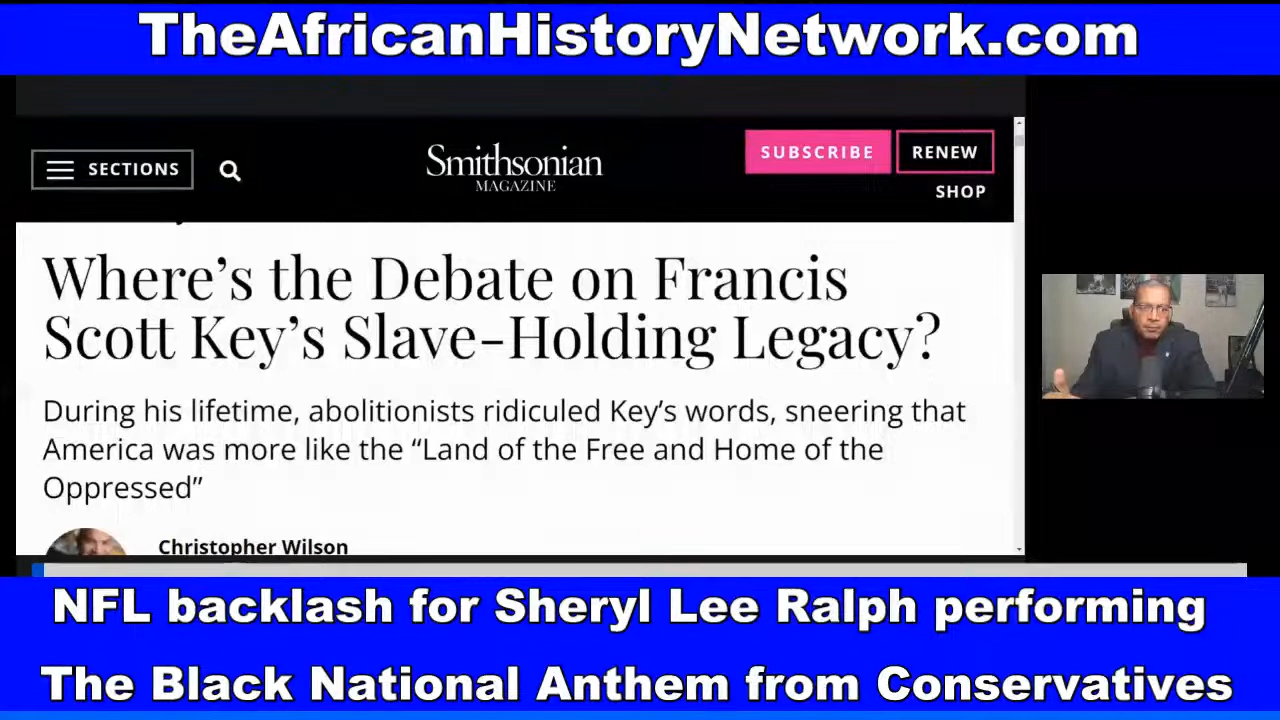 TheAfricanHistoryNetwork.com
SECTIONS
Smithsonian
MAGAZINE
SUBSCRIBE
RENEW
SHOP
Where’s the Debate on Francis
Scott Key’s Slave-Holding Legacy?
During his lifetime, abolitionists ridiculed Key’s words, sneering that
America was more like the “Land of the Free and Home of the
Oppressed”
Christopher Wilson
NFL backlash for Sheryl Lee Ralph performing
The Black National Anthem from Conservatives